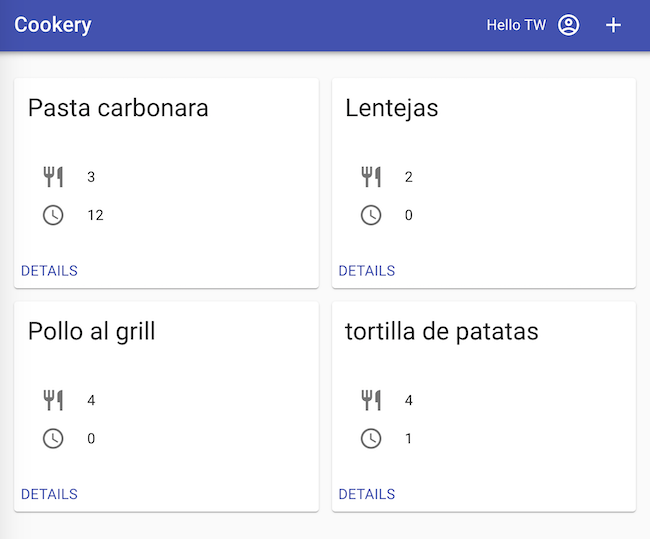 Cookery
Hello TW
Pasta carbonara
3
12
DETAILS
Lentejas
2
0
DETAILS
Pollo al grill
4
0
DETAILS
tortilla de patatas
4
1
DETAILS